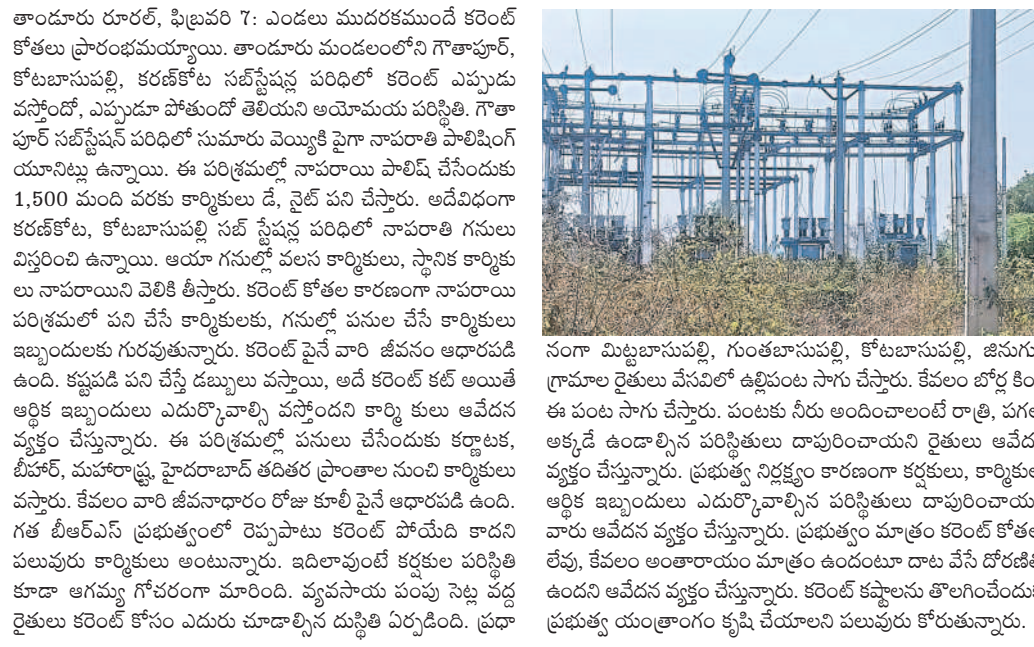 తాండూరు రూరల్, ఫిబ్రవరి 7: ఎండలు ముదరకముందే కరెంట్
కోతలు ప్రారంభమయ్యాయి. తాండూరు మండలంలోని గౌతాపూర్,
కోటబాసుపల్లి, కరణ్‌కోట సబ్‌స్టేషన్ల పరిధిలో కరెంట్ ఎప్పుడు
వస్తోందో, ఎప్పుడూ పోతుందో తెలియని అయోమయ పరిస్థితి. గౌతా
పూర్ సబ్‌స్టేషన్ పరిధిలో సుమారు వెయ్యికి పైగా నాపరాతి పాలిషింగ్
యూనిట్లు ఉన్నాయి. ఈ పరిశ్రమల్లో నాపరాయి పాలిష్ చేసేందుకు
1,500 మంది వరకు కార్మికులు డే, నైట్ పని చేస్తారు. అదేవిధంగా
కరణ్‌కోట, కోటబాసుపల్లి సబ్ స్టేషన్ల పరిధిలో నాపరాతి గనులు
విస్తరించి ఉన్నాయి. ఆయా గనుల్లో వలస కార్మికులు, స్థానిక కార్మికు
లు నాపరాయిని వెలికి తీస్తారు. కరెంట్ కోతల కారణంగా నాపరాయి
పరిశ్రమలో పని చేసే కార్మికులకు, గనుల్లో పనుల చేసే కార్మికులు
ఇబ్బందులకు గురవుతున్నారు. కరెంట్ పైనే వారి జీవనం ఆధారపడి
ఉంది. కష్టపడి పని చేస్తే డబ్బులు వస్తాయి, అదే కరెంట్ కట్ అయితే
ఆర్థిక ఇబ్బందులు ఎదుర్కొవాల్సి వస్తోందని కార్మి కులు ఆవేదన
వ్యక్తం చేస్తున్నారు. ఈ పరిశ్రమల్లో పనులు చేసేందుకు కర్ణాటక,
బీహార్, మహారాష్ట్ర, హైదరాబాద్ తదితర ప్రాంతాల నుంచి కార్మికులు
వస్తారు. కేవలం వారి జీవనాధారం రోజు కూలీ పైనే ఆధారపడి ఉంది.
గత బీఆర్ఎస్ ప్రభుత్వంలో రెప్పపాటు కరెంట్ పోయేది కాదని
పలువురు కార్మికులు అంటున్నారు. ఇదిలావుంటే కర్షకుల పరిస్థితి
కూడా ఆగమ్య గోచరంగా మారింది. వ్యవసాయ పంపు సెట్ల వద్ద
రైతులు కరెంట్ కోసం ఎదురు చూడాల్సిన దుస్థితి ఏర్పడింది. ప్రధా
నంగా మిట్టబాసుపల్లి, గుంతబాసుపల్లి, కోటబాసుపల్లి, జినుగు
గ్రామాల రైతులు వేసవిలో ఉల్లిపంట సాగు చేస్తారు. కేవలం బోర్ల కిం
ఈ పంట సాగు చేస్తారు. పంటకు నీరు అందించాలంటే రాత్రి, పగ
అక్కడే ఉండాల్సిన పరిస్థితులు దాపురించాయని రైతులు ఆవేద
వ్యక్తం చేస్తున్నారు. ప్రభుత్వ నిర్లక్ష్యం కారణంగా కర్షకులు, కార్మికు
ఆర్థిక ఇబ్బందులు ఎదుర్కొవాల్సిన పరిస్థితులు దాపురించాయ
వారు ఆవేదన వ్యక్తం చేస్తున్నారు. ప్రభుత్వం మాత్రం కరెంట్ కోత
లేవు, కేవలం అంతారాయం మాత్రం ఉందంటూ దాట వేసే దోరణి
ఉందని ఆవేదన వ్యక్తం చేస్తున్నారు. కరెంట్ కష్టాలను తొలగించేందు
ప్రభుత్వ యంత్రాంగం కృషి చేయాలని పలువురు కోరుతున్నారు.